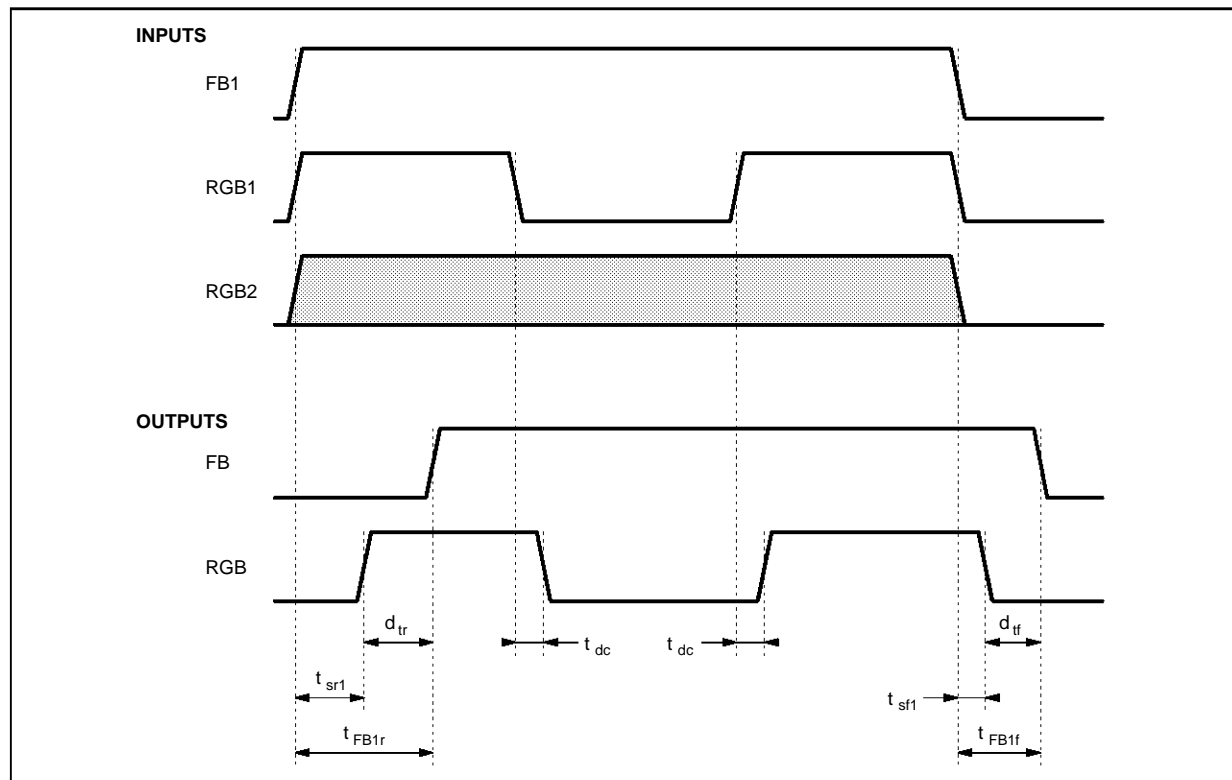 INPUTS
FB1
RGB1
RGB2
OUTPUTS
FB
RGB
d tr
t dc
t dc
d tf
t sr1
t sf1
t FB1r
t FB1f